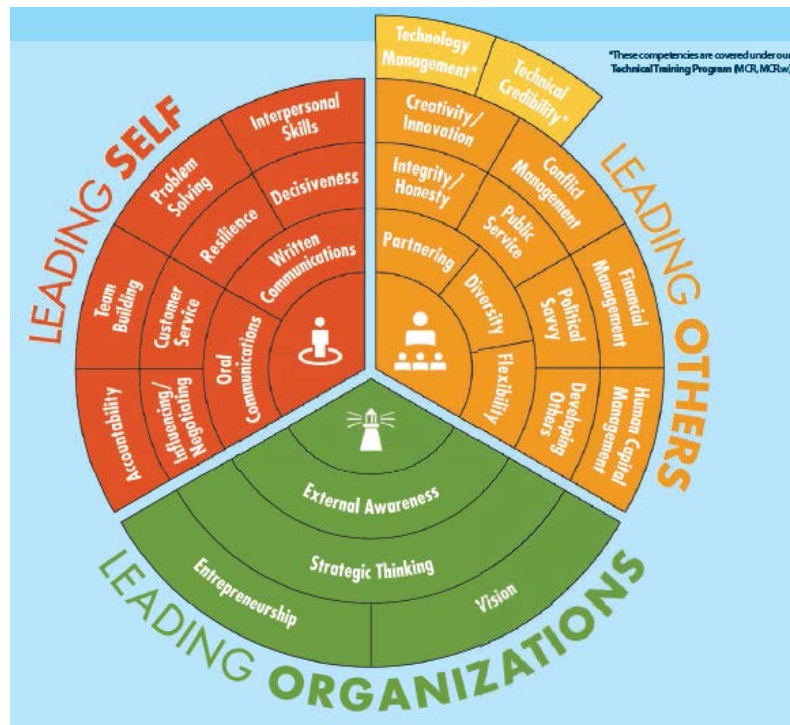 *These competencies are covered under our
Technical Training Program (MCR, MCRw)
LEADING SELF
Interpersonal
Skills
Problem
Solving
Team
Building
Accountability
Decisiveness
Resilience
Customer
Service
Influencing/
Negotiating
Written
Communications
Oral
Communications
LEADING OTHERS
Technology
Management*
Technical
Credibility*
Creativity/
Innovation
Conflict
Management
Financial
Management
Human Capital
Management
Integrity/
Honesty
Public
Service
Political
Savvy
Developing
Others
Partnering
Diversity
Flexibility
LEADING ORGANIZATIONS
External Awareness
Strategic Thinking
Entrepreneurship
Vision